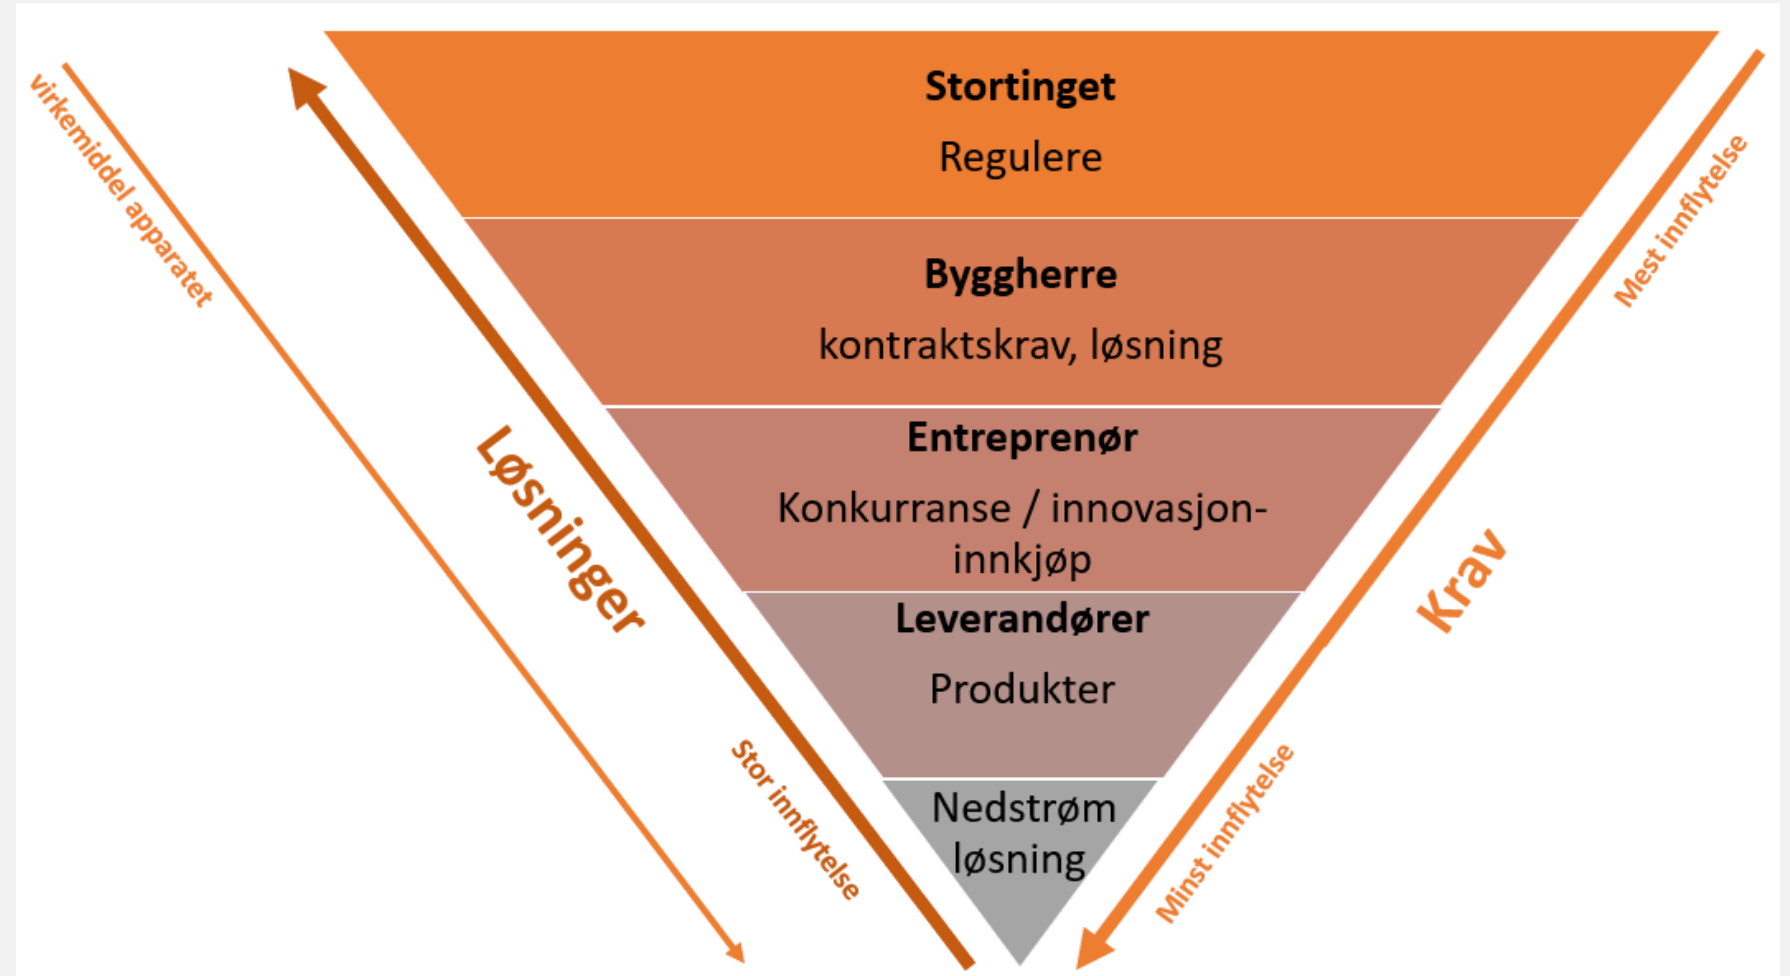 Stortinget
Regulere
Byggherre
kontraktskrav, løsning
Entreprenør
Konkurranse / innovasjon-
innkjøp
Leverandører
Produkter
Nedstrøm
løsning
virkemiddel apparatet
Løsninger
Stor innflytelse
Mest innflytelse
Krav
Minst innflytelse